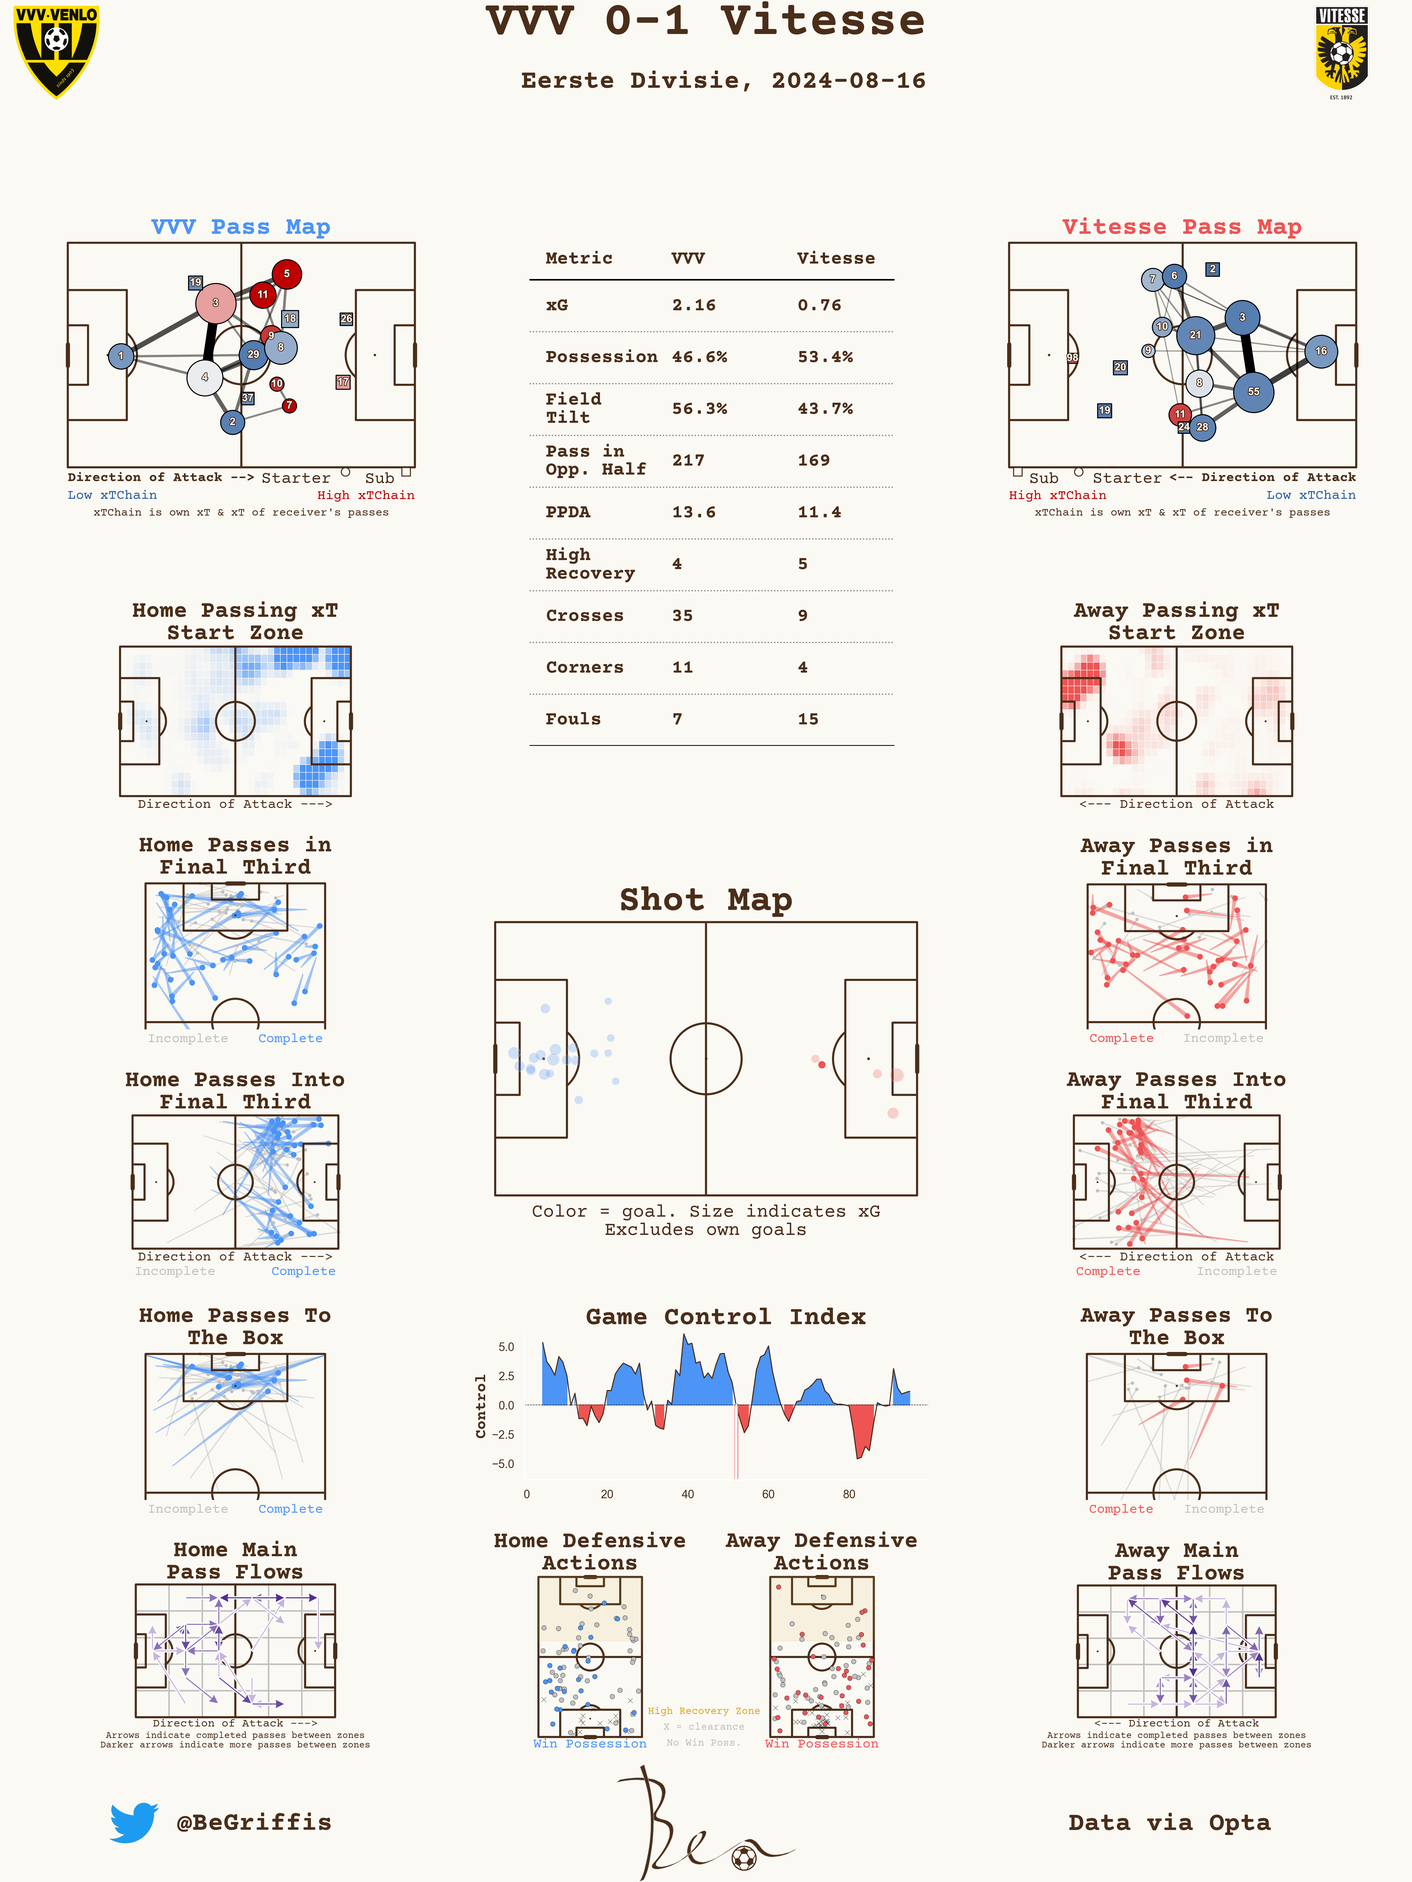 VVV 0-1 Vitesse
Eerste Divisie, 2024-08-16
VVV-VENLO
VITESSE
EST. 1892
VVV Pass Map
19
5
11
3
18
26
9
8
1
29
4
10
17
37
7
2
Direction of Attack --> Starter Sub
Low xTChain High xTChain
xTChain is own xT & xT of receiver's passes
Metric VVV Vitesse
xG 2.16 0.76
Possession 46.6% 53.4%
Field
Tilt 56.3% 43.7%
Pass in
Opp. Half 217 169
PPDA 13.6 11.4
High
Recovery 4 5
Crosses 35 9
Corners 11 4
Fouls 7 15
Vitesse Pass Map
7
6
2
10
21
3
9
16
98
20
8
55
19
11
24
28
Sub Starter <-- Direction of Attack
High xTChain Low xTChain
xTChain is own xT & xT of receiver's passes
Home Passing xT
Start Zone
Direction of Attack --->
Away Passing xT
Start Zone
<--- Direction of Attack
Home Passes in
Final Third
Incomplete Complete
Away Passes in
Final Third
Complete Incomplete
Shot Map
Color = goal. Size indicates xG
Excludes own goals
Home Passes Into
Final Third
Direction of Attack --->
Incomplete Complete
Away Passes Into
Final Third
<--- Direction of Attack
Complete Incomplete
Home Passes To
The Box
Incomplete Complete
Game Control Index
Control
5.0
2.5
0.0
−2.5
−5.0
0 20 40 60 80
Away Passes To
The Box
Complete Incomplete
Home Main
Pass Flows
Direction of Attack --->
Arrows indicate completed passes between zones
Darker arrows indicate more passes between zones
Home Defensive
Actions
Win Possession
Away Defensive
Actions
Win Possession
High Recovery Zone
X = clearance
No Win Poss.
Away Main
Pass Flows
<--- Direction of Attack
Arrows indicate completed passes between zones
Darker arrows indicate more passes between zones
@BeGriffis
Ben
Data via Opta